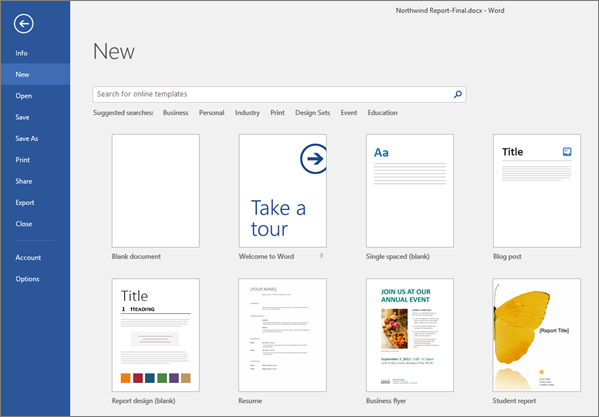 Northwind Report-Final.docx - Word
Info
New
Open
Save
Save As
Print
Share
Export
Close
Account
Options
New
Search for online templates
Suggested searches: Business Personal Industry Print Design Sets Event Education
Take a
tour
Aa
Title
Blank document
Welcome to Word
Single spaced (blank)
Blog post
Title
1 HEADING
[YOUR NAME]
JOIN US AT OUR
ANNUAL EVENT
[Report Title]
Report design (blank)
Resume
Business flyer
Student report